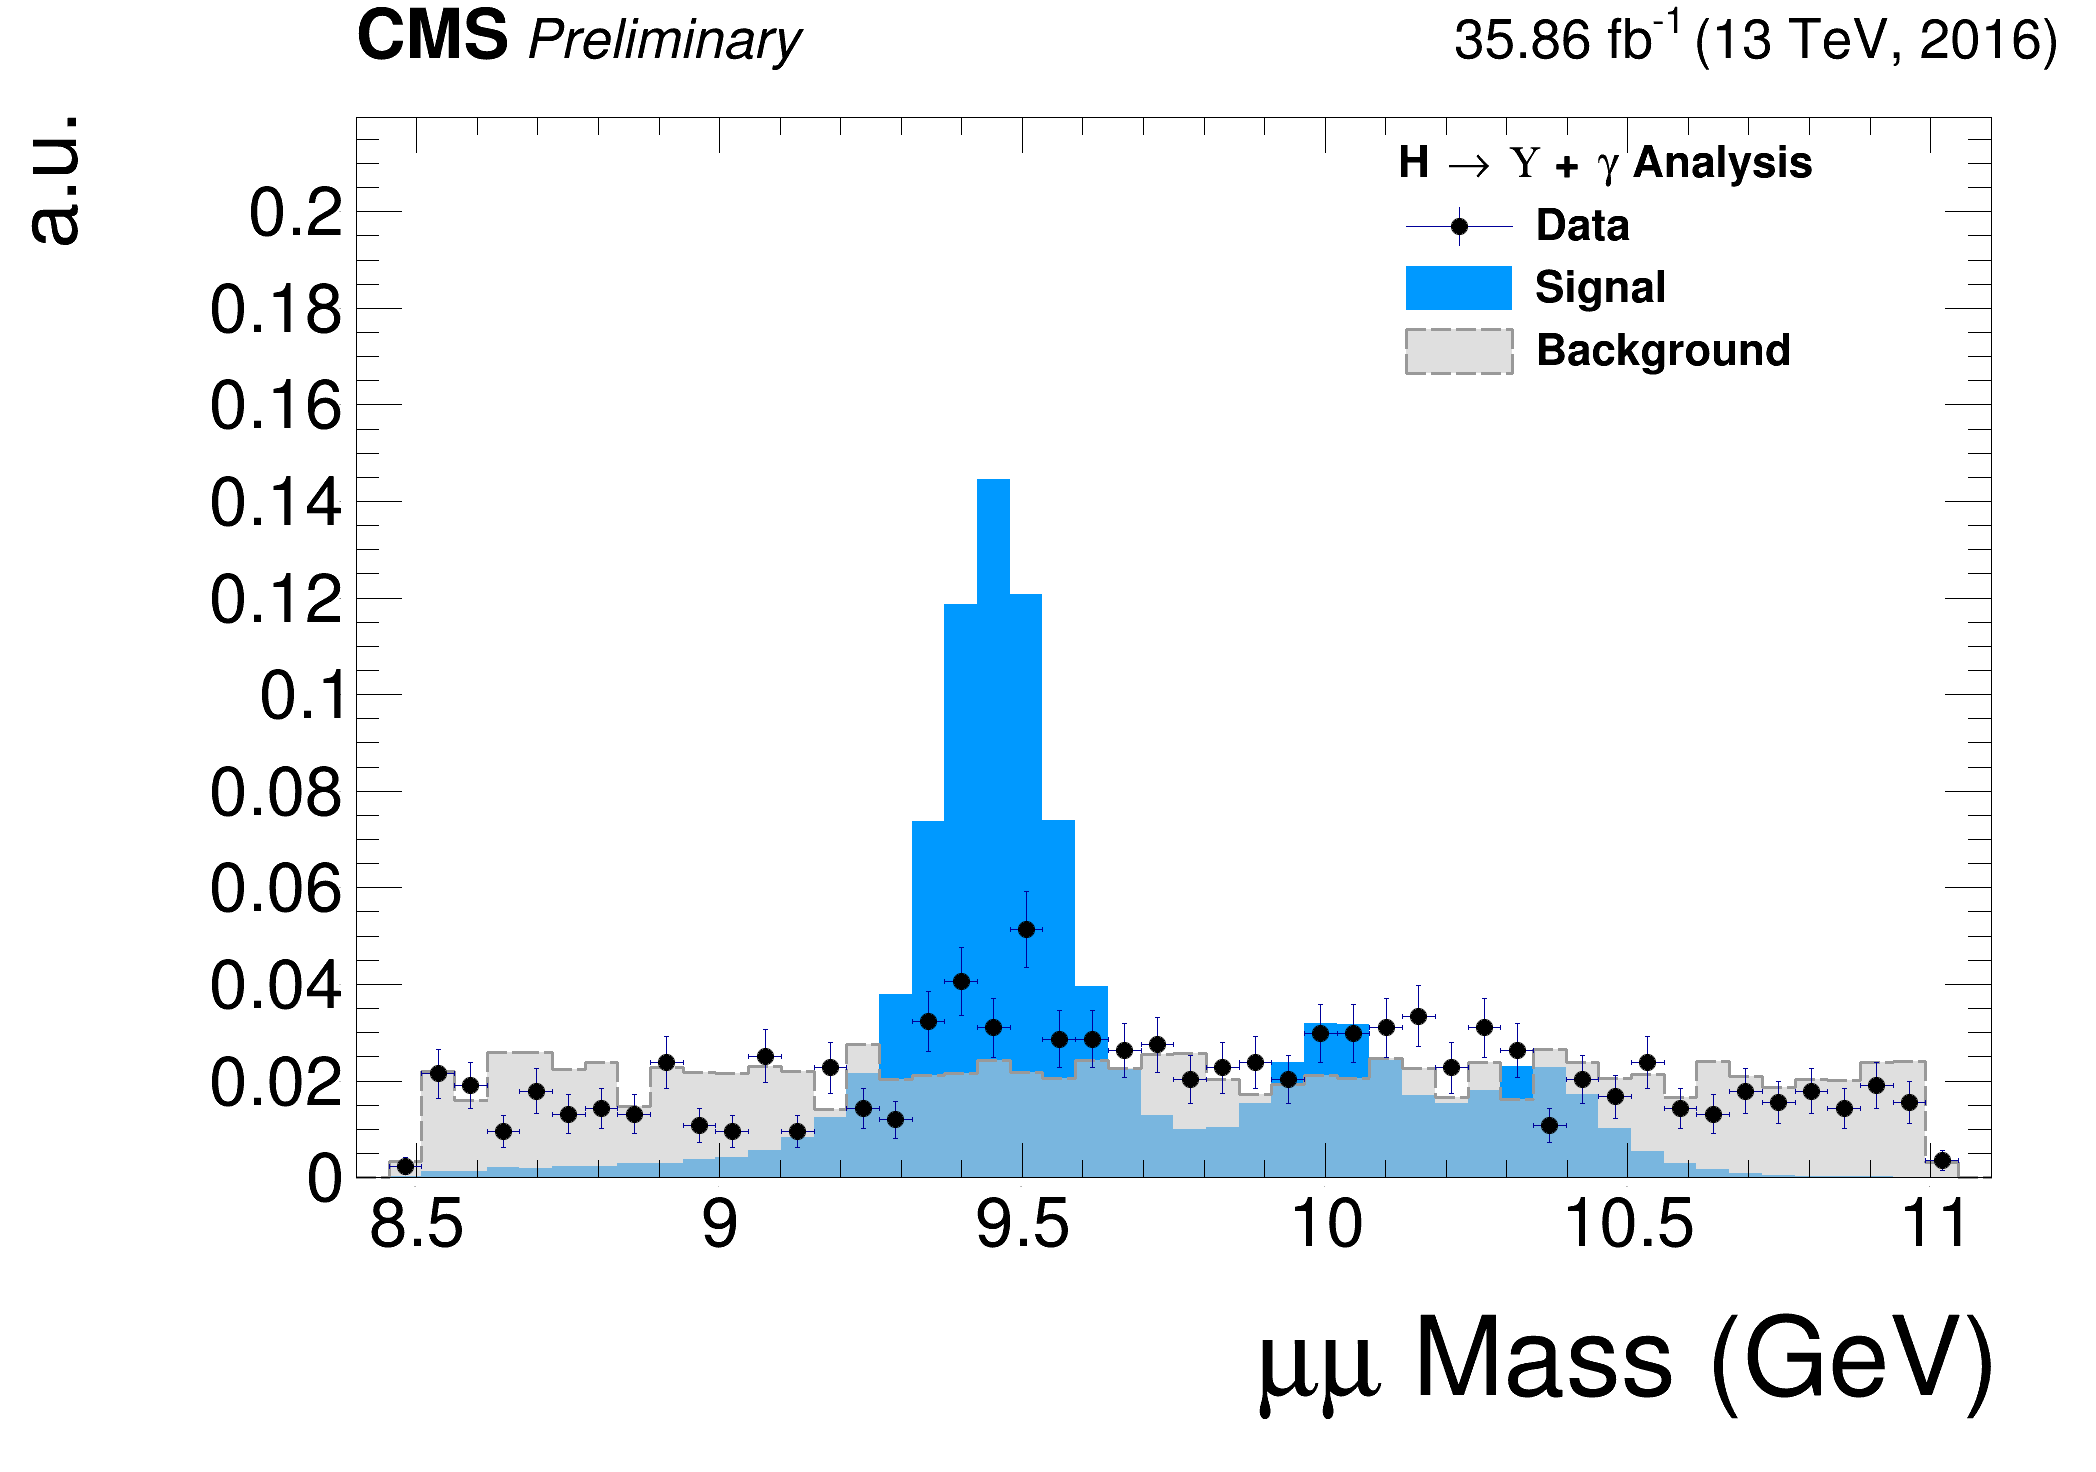 CMS Preliminary
35.86 fb⁻¹ (13 TeV, 2016)
a.u.
H → Υ + γ Analysis
Data
Signal
Background
0.2
0.18
0.16
0.14
0.12
0.1
0.08
0.06
0.04
0.02
0
8.5 9 9.5 10 10.5 11
μμ Mass (GeV)